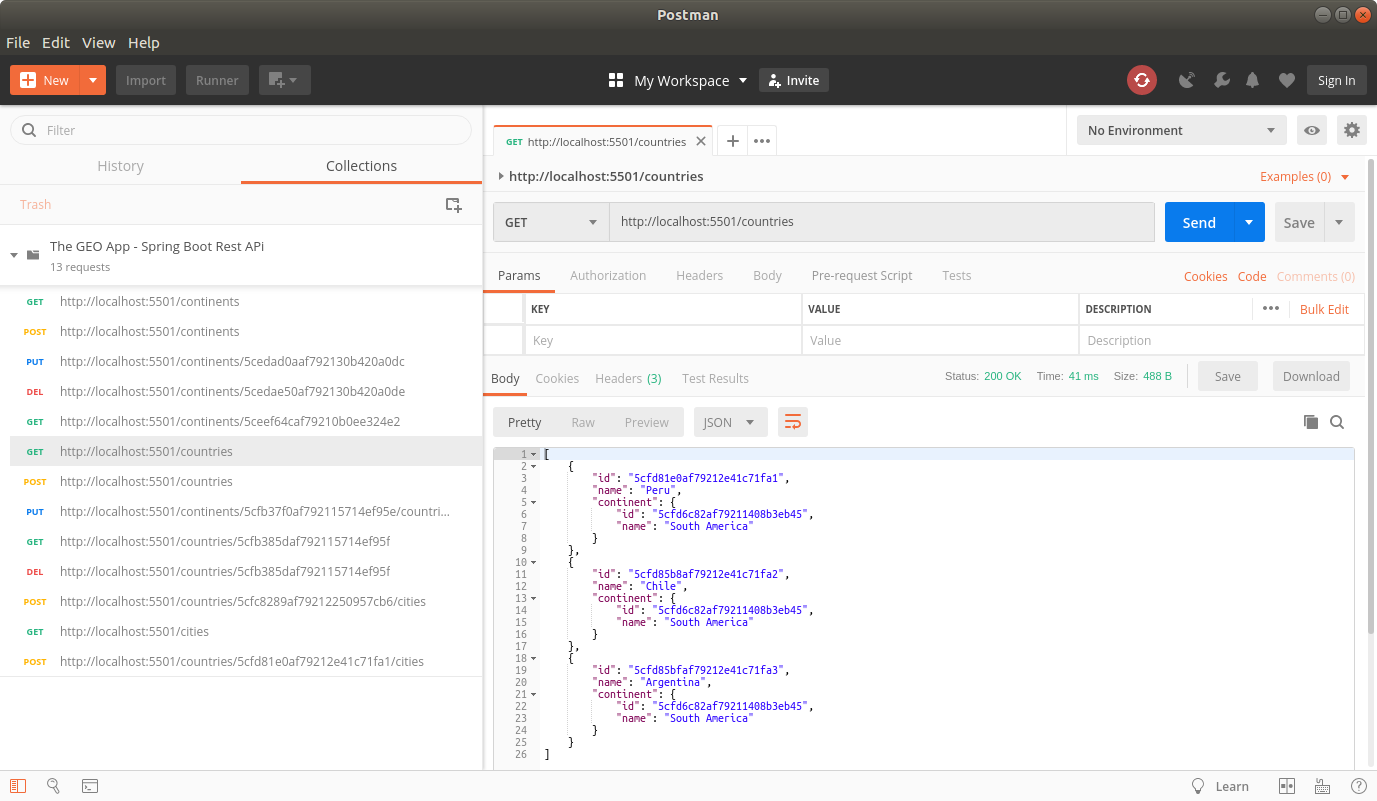 Postman
File Edit View Help
New Import Runner My Workspace Invite Sign In
Filter
History Collections
Trash
The GEO App - Spring Boot Rest APi
13 requests
GET http://localhost:5501/continents
POST http://localhost:5501/continents
PUT http://localhost:5501/continents/5cedad0aaf792130b420a0dc
DEL http://localhost:5501/continents/5cedae50af792130b420a0de
GET http://localhost:5501/continents/5ceef64caf79210b0ee324e2
GET http://localhost:5501/countries
POST http://localhost:5501/countries
PUT http://localhost:5501/continents/5cfb37f0af792115714ef95e/countri...
GET http://localhost:5501/countries/5cfb385daf792115714ef95f
DEL http://localhost:5501/countries/5cfb385daf792115714ef95f
POST http://localhost:5501/countries/5cfc8289af79212250957cb6/cities
GET http://localhost:5501/cities
POST http://localhost:5501/countries/5cfd81e0af79212e41c71fa1/cities
GET http://localhost:5501/countries
No Environment
http://localhost:5501/countries
Examples (0)
GET http://localhost:5501/countries Send Save
Params Authorization Headers Body Pre-request Script Tests Cookies Code Comments (0)
KEY VALUE DESCRIPTION Bulk Edit
Key Value Description
Body Cookies Headers (3) Test Results Status: 200 OK Time: 41 ms Size: 488 B Save Download
Pretty Raw Preview JSON
1 [
2 {
3 "id": "5cfd81e0af79212e41c71fa1",
4 "name": "Peru",
5 "continent": {
6 "id": "5cfd6c82af79211408b3eb45",
7 "name": "South America"
8 }
9 },
10 {
11 "id": "5cfd85b8af79212e41c71fa2",
12 "name": "Chile",
13 "continent": {
14 "id": "5cfd6c82af79211408b3eb45",
15 "name": "South America"
16 }
17 },
18 {
19 "id": "5cfd85bfaf79212e41c71fa3",
20 "name": "Argentina",
21 "continent": {
22 "id": "5cfd6c82af79211408b3eb45",
23 "name": "South America"
24 }
25 }
26 ]
Learn